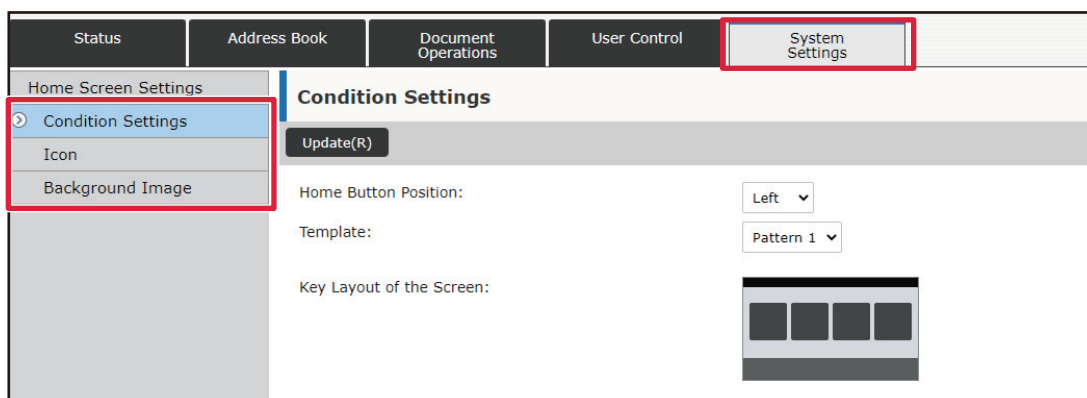 Status
Address Book
Document
Operations
User Control
System
Settings
Home Screen Settings
Condition Settings
Icon
Background Image
Condition Settings
Update(R)
Home Button Position:
Left
Template:
Pattern 1
Key Layout of the Screen: